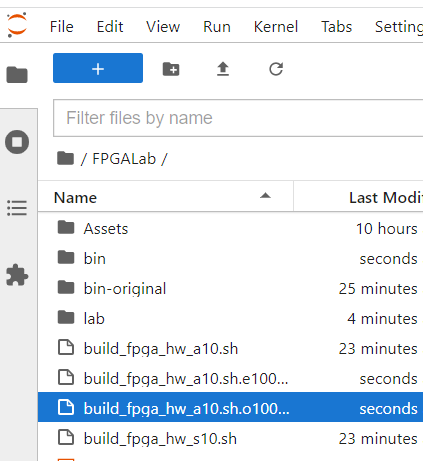 File Edit View Run Kernel Tabs Setting
+
Filter files by name
/ FPGALab /
Name Last Modi
Assets 10 hours
bin seconds
bin-original 25 minutes
lab 4 minutes
build_fpga_hw_a10.sh 23 minutes
build_fpga_hw_a10.sh.e100... seconds
build_fpga_hw_a10.sh.o100... seconds
build_fpga_hw_s10.sh 23 minutes